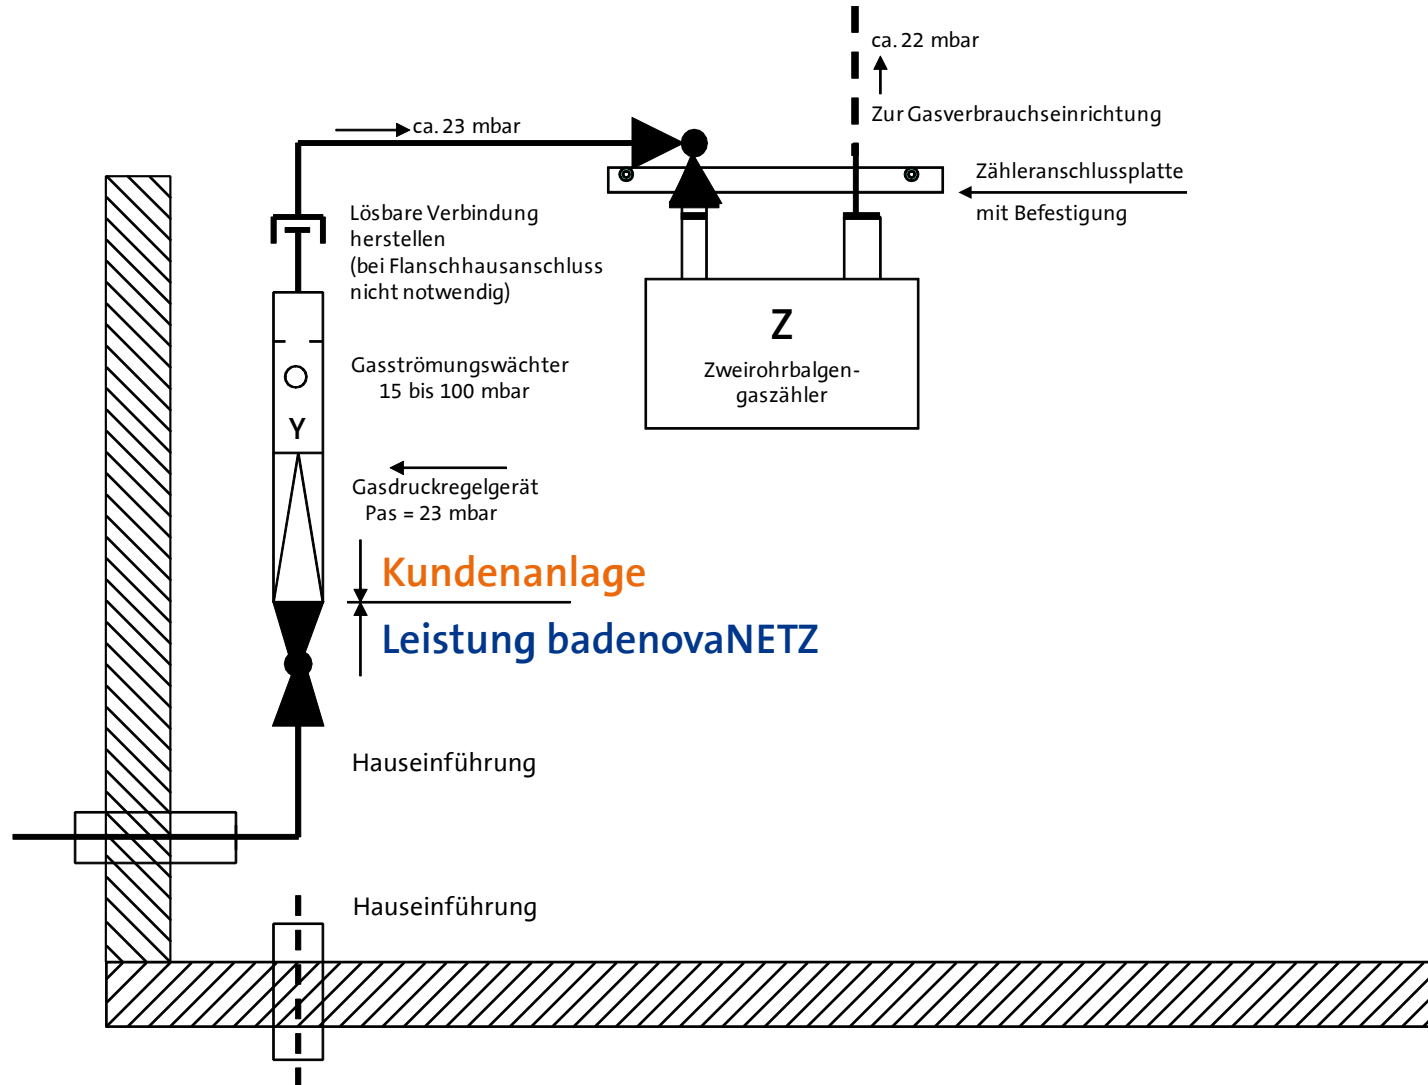 ca. 22 mbar
Zur Gasverbrauchseinrichtung
ca. 23 mbar
Zähleranschlussplatte
mit Befestigung
Lösbare Verbindung
herstellen
(bei Flanschhausanschluss
nicht notwendig)
Z
Zweirohrbalgen-
gaszähler
Gasströmungswächter
15 bis 100 mbar
Y
Gasdruckregelgerät
Pas = 23 mbar
Kundenanlage
Leistung badenovaNETZ
Hauseinführung
Hauseinführung